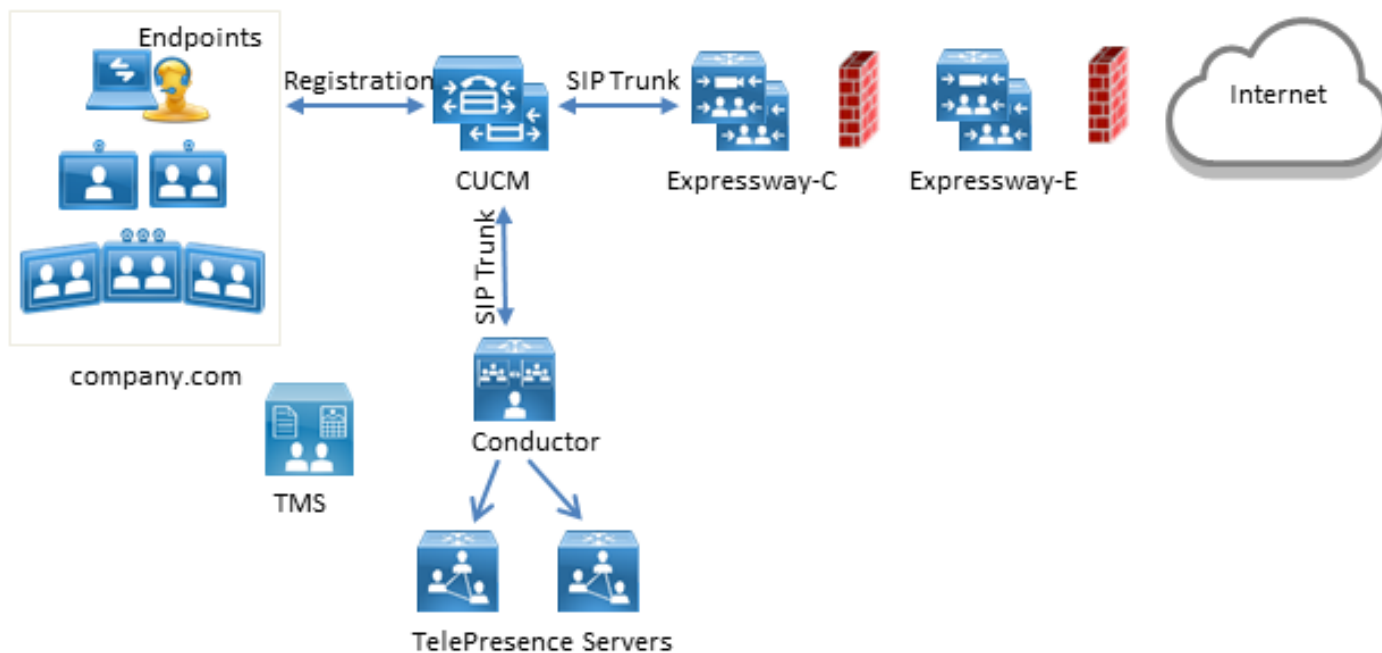 Endpoints
Registration
SIP Trunk
Internet
CUCM
Expressway-C
Expressway-E
SIP Trunk
company.com
Conductor
TMS
TelePresence Servers